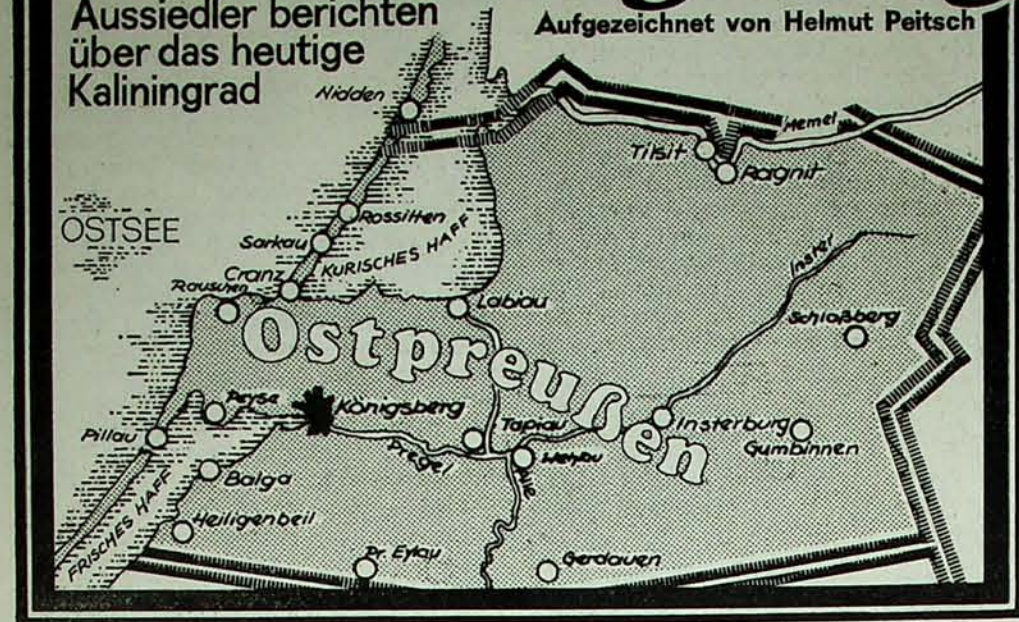 Aussiedler berichten
über das heutige
Kaliningrad
Aufgezeichnet von Helmut Peitsch
Nidden
Memel
Tilsit
Ragnit
OSTSEE
Rossitten
Sarkau
KURISCHES HAFF
Cranz
Rauschen
Labiau
Inster
Schloßberg
Ostpreußen
Peyse
Königsberg
Tapiau
Insterburg
Gumbinnen
Pillau
Pregel
Wehlau
Balga
FRISCHES HAFF
Heiligenbeil
Pr. Eylau
Gerdauen